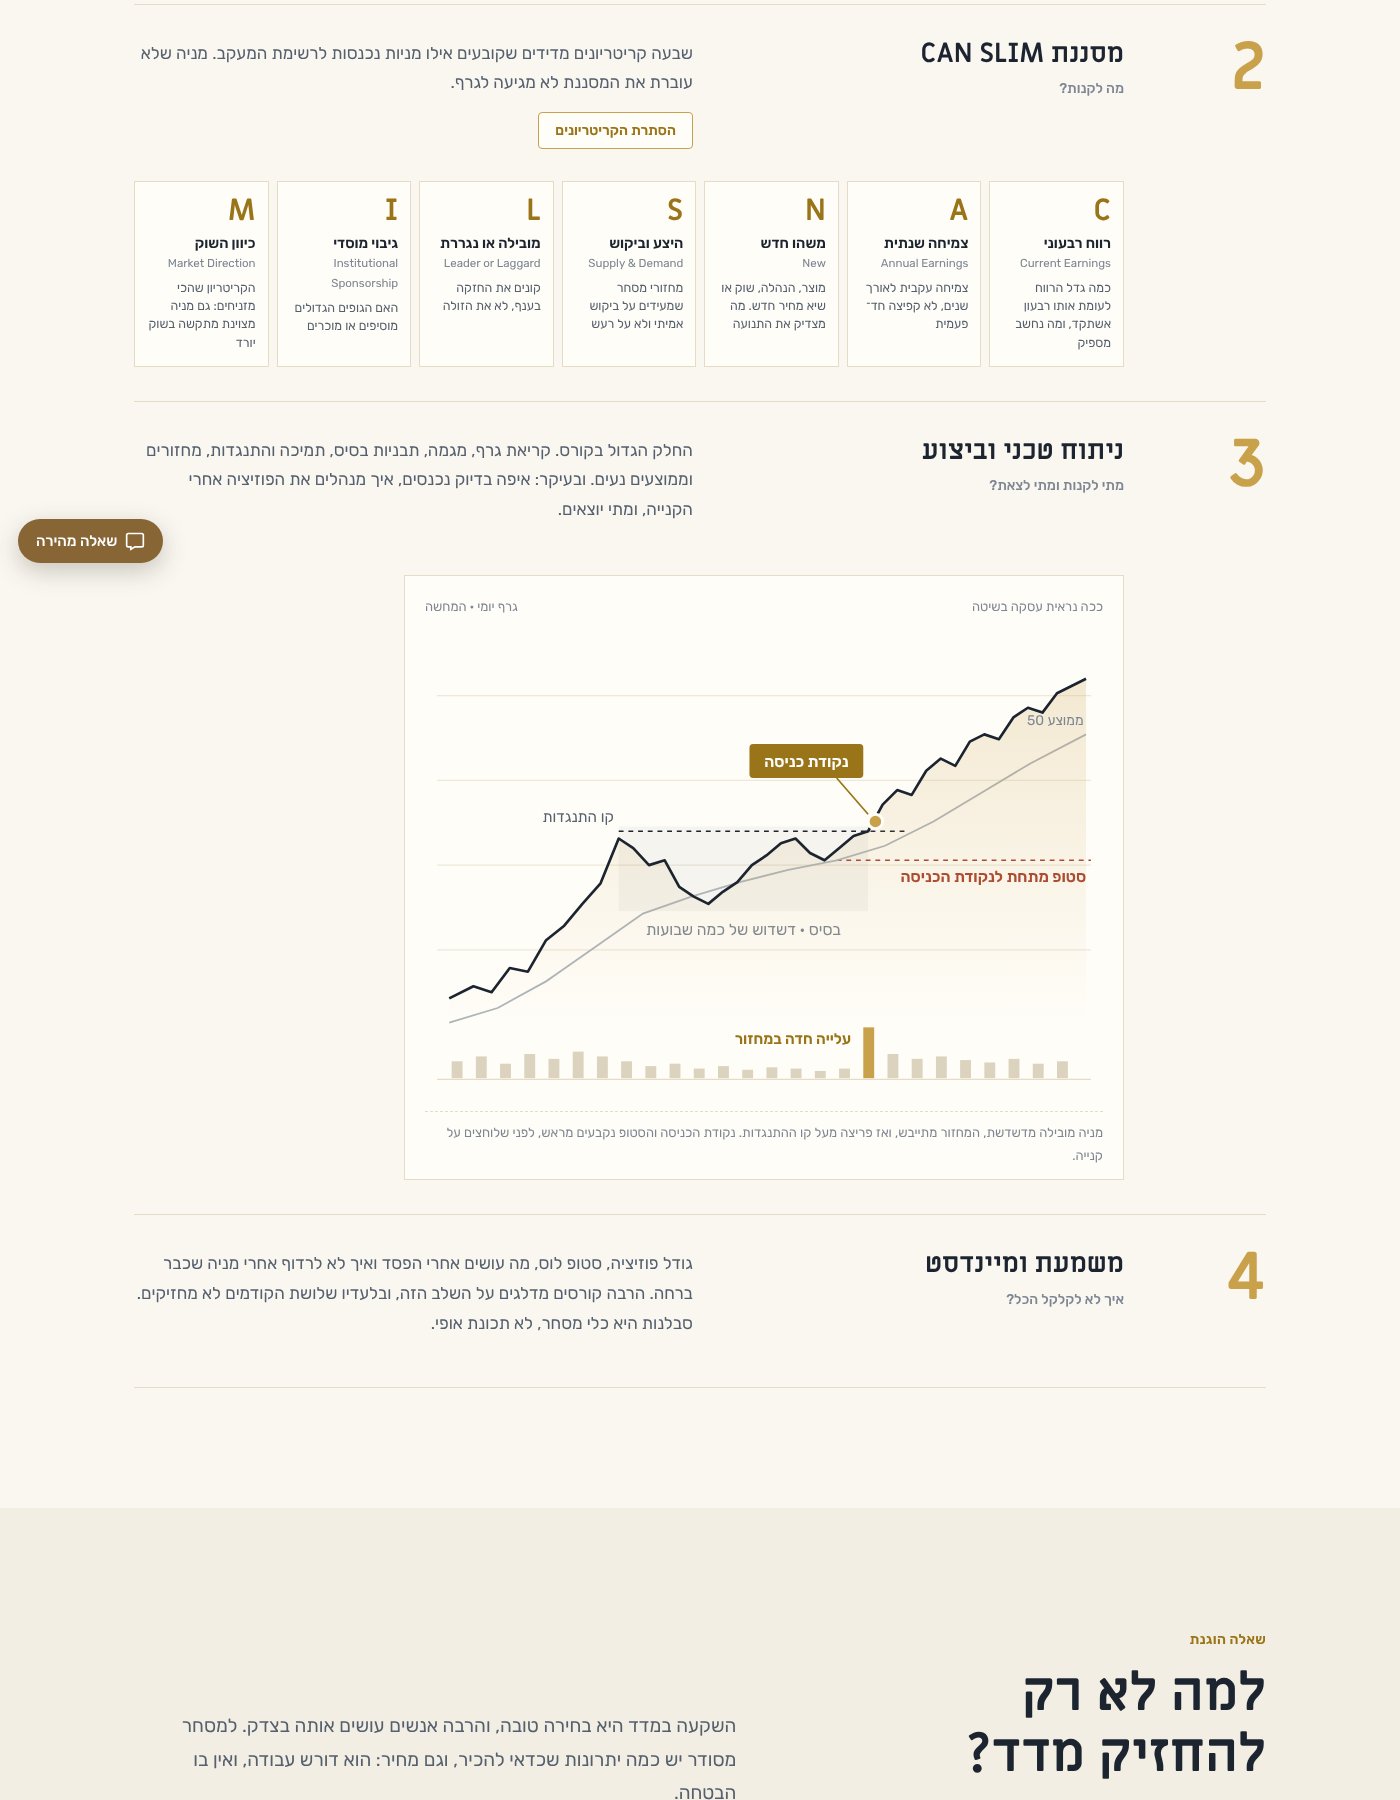 2
מסננת CAN SLIM
מה לקנות?
שבעה קריטריונים מדידים שקובעים אילו מניות נכנסות לרשימת המעקב. מניה שלא
עוברת את המסננת לא מגיעה לגרף.
הסתרת הקריטריונים
C
רווח רבעוני
Current Earnings
כמה גדל הרווח
לעומת אותו רבעון
אשתקד, ומה נחשב
מספיק
A
צמיחה שנתית
Annual Earnings
צמיחה עקבית לאורך
שנים, לא קפיצה חד־
פעמית
N
משהו חדש
New
מוצר, הנהלה, שוק או
שיא מחיר חדש. מה
מצדיק את התנועה
S
היצע וביקוש
Supply & Demand
מחזורי מסחר
שמעידים על ביקוש
אמיתי ולא על רעש
L
מובילה או נגררת
Leader or Laggard
קונים את החזקה
בענף, לא את הזולה
I
גיבוי מוסדי
Institutional
Sponsorship
האם הגופים הגדולים
מוסיפים או מוכרים
M
כיוון השוק
Market Direction
הקריטריון שהכי
מזניחים: גם מניה
מצוינת מתקשה בשוק
יורד
3
ניתוח טכני וביצוע
מתי לקנות ומתי לצאת?
החלק הגדול בקורס. קריאת גרף, מגמה, תבניות בסיס, תמיכה והתנגדות, מחזורים
וממוצעים נעים. ובעיקר: איפה בדיוק נכנסים, איך מנהלים את הפוזיציה אחרי
הקנייה, ומתי יוצאים.
שאלה מהירה
ככה נראית עסקה בשיטה
גרף יומי • המחשה
ממוצע 50
נקודת כניסה
קו התנגדות
סטופ מתחת לנקודת הכניסה
בסיס • דשדוש של כמה שבועות
עלייה חדה במחזור
מניה מובילה מדשדשת, המחזור מתייבש, ואז פריצה מעל קו ההתנגדות. נקודת הכניסה והסטופ נקבעים מראש, לפני שלוחצים על
קנייה.
4
משמעת ומיינדסט
איך לא לקלקל הכל?
גודל פוזיציה, סטופ לוס, מה עושים אחרי הפסד ואיך לא לרדוף אחרי מניה שכבר
ברחה. הרבה קורסים מדלגים על השלב הזה, ובלעדיו שלושת הקודמים לא מחזיקים.
סבלנות היא כלי מסחר, לא תכונת אופי.
שאלה הוגנת
למה לא רק
להחזיק מדד?
השקעה במדד היא בחירה טובה, והרבה אנשים עושים אותה בצדק. למסחר
מסודר יש כמה יתרונות שכדאי להכיר, וגם מחיר: הוא דורש עבודה, ואין בו
הבטחה.